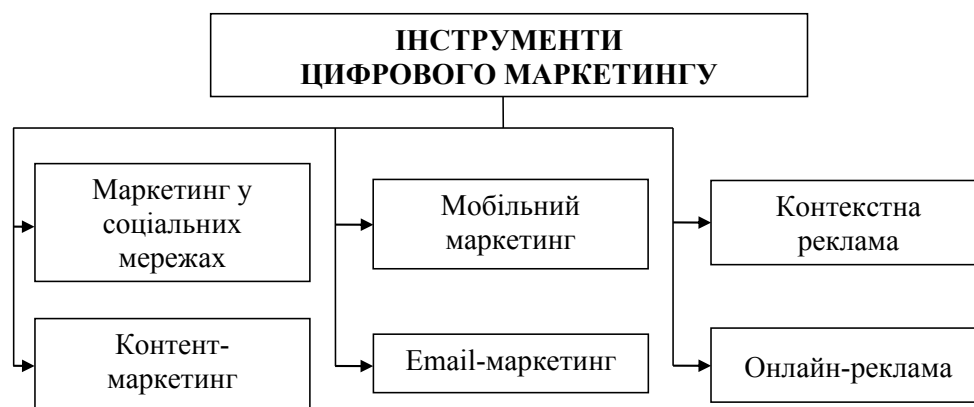 ІНСТРУМЕНТИ
ЦИФРОВОГО МАРКЕТИНГУ
Маркетинг у
соціальних
мережах
Мобільний
маркетинг
Контекстна
реклама
Контент-
маркетинг
Email-маркетинг
Онлайн-реклама